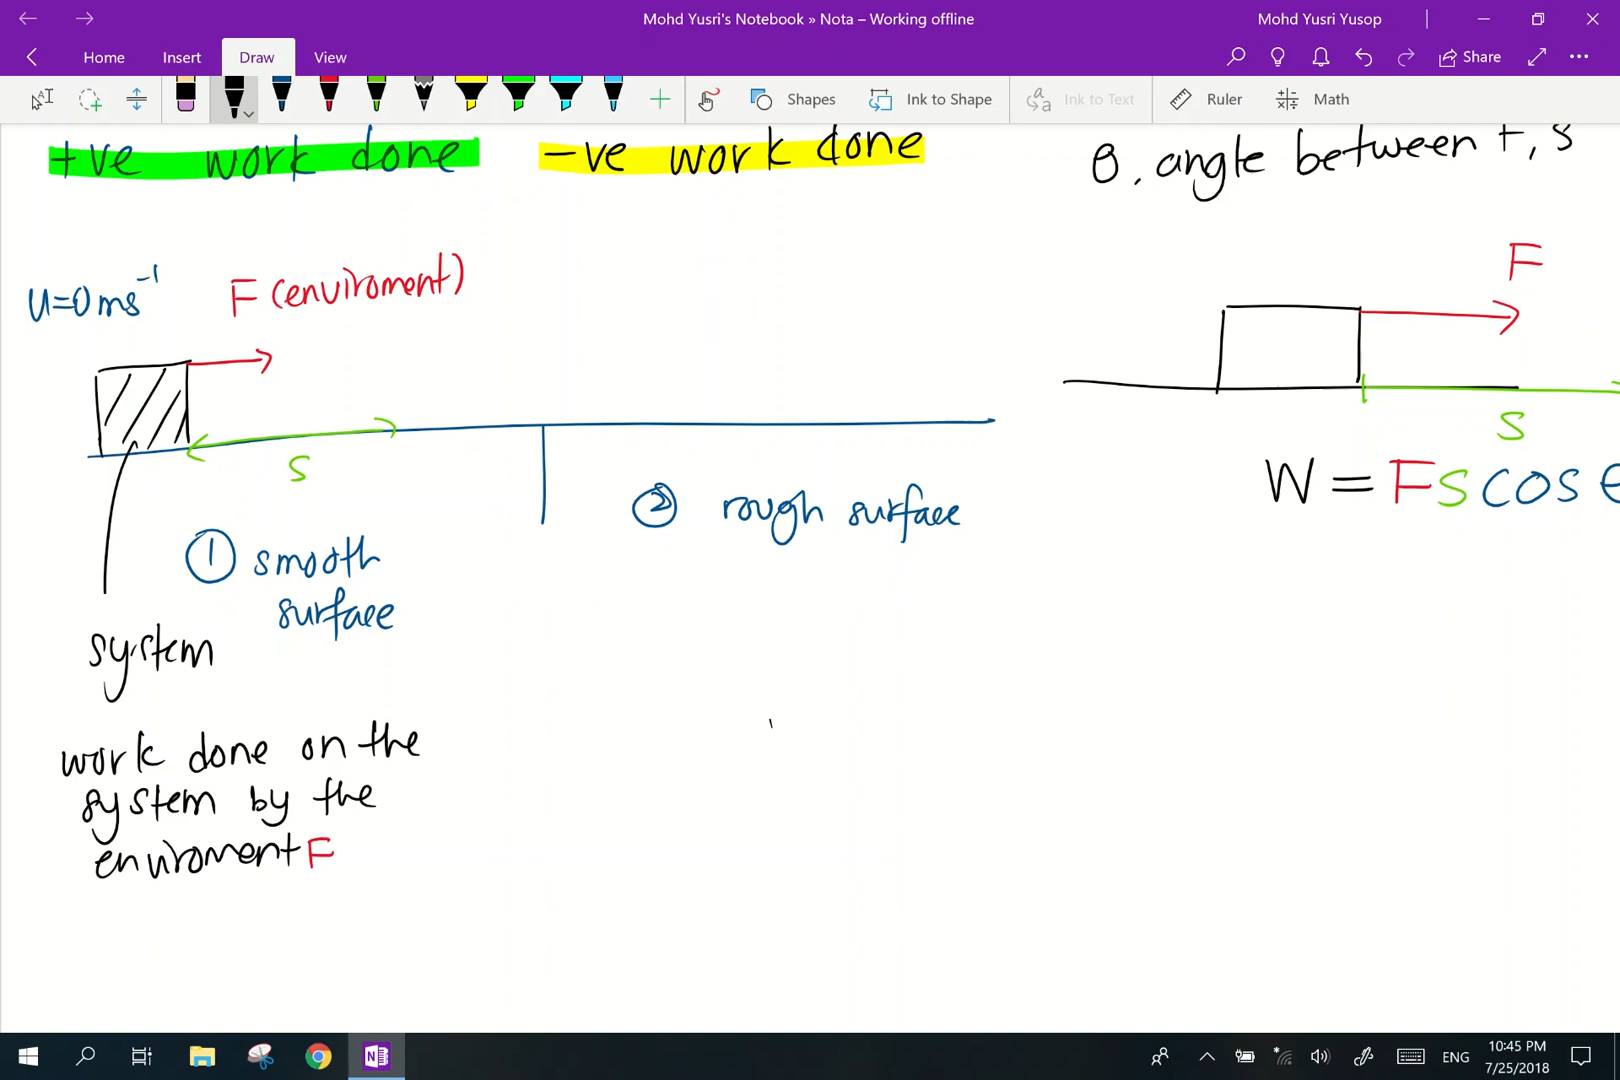 Mohd Yusri's Notebook » Nota – Working offline
Mohd Yusri Yusop
Home
Insert
Draw
View
Share
Shapes
Ink to Shape
Ink to Text
Ruler
Math
+ve work done
-ve work done
θ, angle between F, s
u=0ms⁻¹
F (enviroment)
F
s
s
W = Fs cos θ
① smooth
surface
② rough surface
system
work done on the
system by the
enviroment F
ENG
10:45 PM
7/25/2018